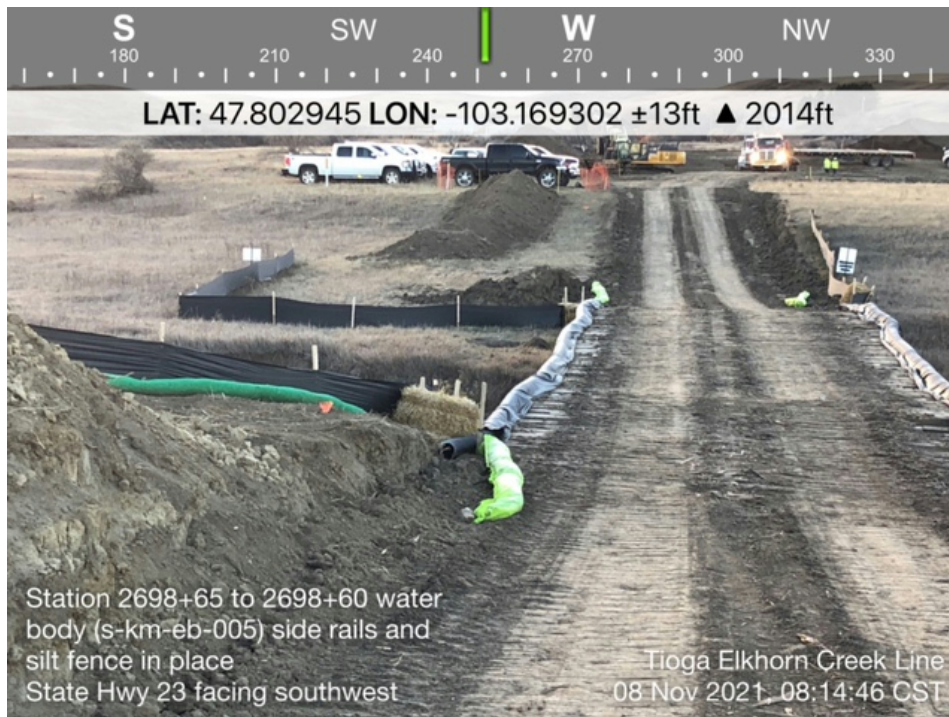 S SW W NW
180 210 240 270 300 330
LAT: 47.802945 LON: -103.169302 ±13ft ▲ 2014ft
Station 2698+65 to 2698+60 water
body (s-km-eb-005) side rails and
silt fence in place
State Hwy 23 facing southwest
Tioga Elkhorn Creek Line
08 Nov 2021, 08:14:46 CST